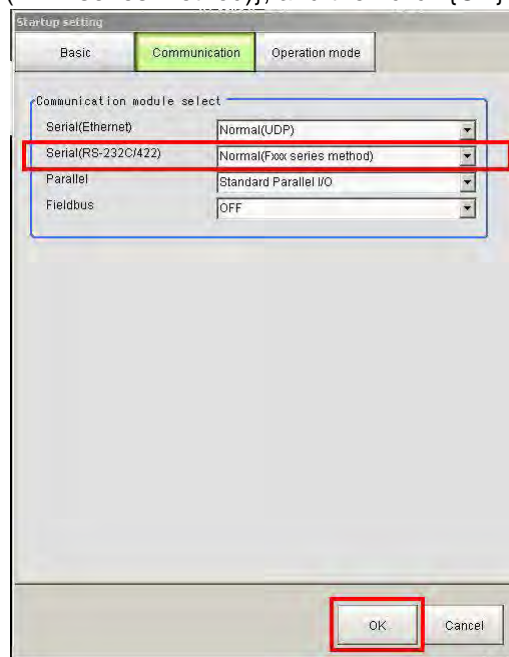 Startup setting
Basic Communication Operation mode
Communication module select
Serial(Ethernet) Normal(UDP)
Serial(RS-232C/422) Normal(Fxxx series method)
Parallel Standard Parallel I/O
Fieldbus OFF
OK Cancel